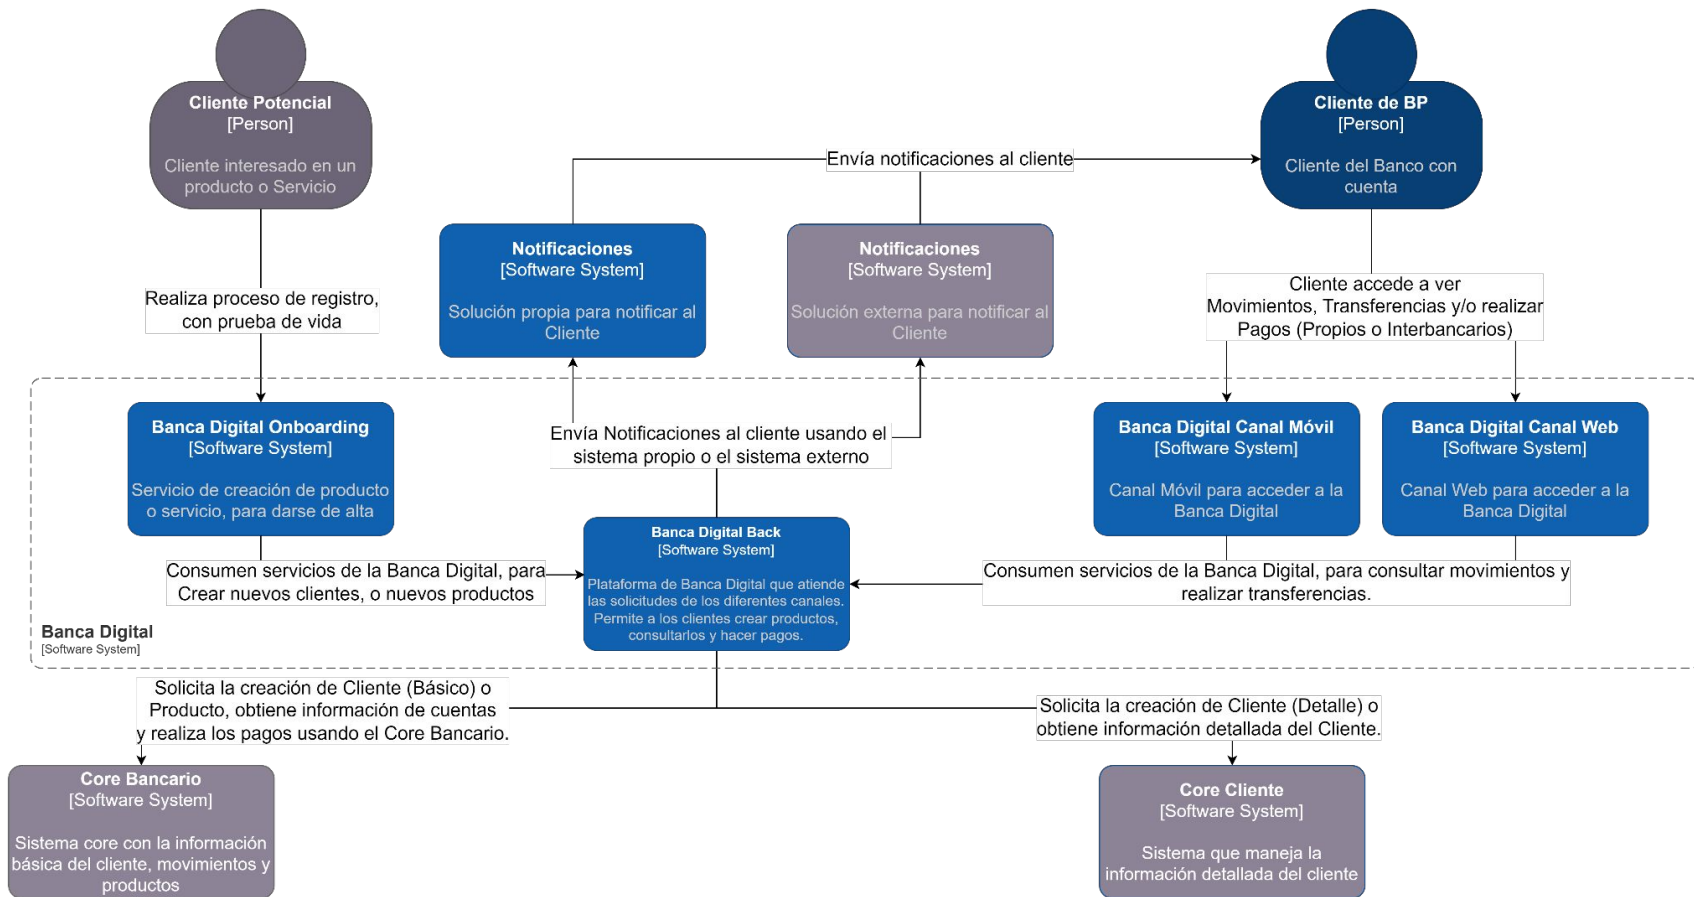 Cliente Potencial
[Person]
Cliente interesado en un
producto o Servicio
Cliente de BP
[Person]
Cliente del Banco con
cuenta
Envía notificaciones al cliente
Notificaciones
[Software System]
Solución propia para notificar al
Cliente
Notificaciones
[Software System]
Solución externa para notificar al
Cliente
Realiza proceso de registro,
con prueba de vida
Cliente accede a ver
Movimientos, Transferencias y/o realizar
Pagos (Propios o Interbancarios)
Banca Digital Onboarding
[Software System]
Servicio de creación de producto
o servicio, para darse de alta
Envía Notificaciones al cliente usando el
sistema propio o el sistema externo
Banca Digital Canal Móvil
[Software System]
Canal Móvil para acceder a la
Banca Digital
Banca Digital Canal Web
[Software System]
Canal Web para acceder a la
Banca Digital
Banca Digital Back
[Software System]
Plataforma de Banca Digital que atiende
las solicitudes de los diferentes canales.
Permite a los clientes crear productos,
consultarlos y hacer pagos.
Consumen servicios de la Banca Digital, para
Crear nuevos clientes, o nuevos productos
Consumen servicios de la Banca Digital, para consultar movimientos y
realizar transferencias.
Banca Digital
[Software System]
Solicita la creación de Cliente (Básico) o
Producto, obtiene información de cuentas
y realiza los pagos usando el Core Bancario.
Solicita la creación de Cliente (Detalle) o
obtiene información detallada del Cliente.
Core Bancario
[Software System]
Sistema core con la información
básica del cliente, movimientos y
productos
Core Cliente
[Software System]
Sistema que maneja la
información detallada del cliente